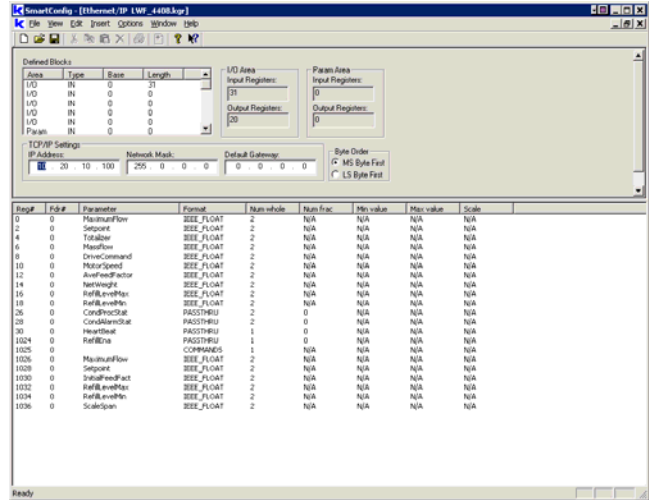 SmartConfig - [Ethernet/IP LWF_4408.kgr]
File View Edit Insert Options Window Help
Defined Blocks
Area Type Base Length
I/O IN 0 31
I/O IN 0 0
I/O IN 0 0
I/O IN 0 0
I/O IN 0 0
Param IN 0 0
I/O Area
Input Registers:
31
Output Registers:
20
Param Area
Input Registers:
0
Output Registers:
0
TCP/IP Settings
IP Address: Network Mask: Default Gateway:
10 . 20 . 10 . 100 255 . 0 . 0 . 0 0 . 0 . 0 . 0
Byte Order
MS Byte First
LS Byte First
Reg# Fdr# Parameter Format Num whole Num frac Min value Max value Scale
0 0 MaximumFlow IEEE_FLOAT 2 N/A N/A N/A N/A
2 0 Setpoint IEEE_FLOAT 2 N/A N/A N/A N/A
4 0 Totalizer IEEE_FLOAT 2 N/A N/A N/A N/A
6 0 Massflow IEEE_FLOAT 2 N/A N/A N/A N/A
8 0 DriveCommand IEEE_FLOAT 2 N/A N/A N/A N/A
10 0 MotorSpeed IEEE_FLOAT 2 N/A N/A N/A N/A
12 0 AveFeedFactor IEEE_FLOAT 2 N/A N/A N/A N/A
14 0 NetWeight IEEE_FLOAT 2 N/A N/A N/A N/A
16 0 RefillLevelMax IEEE_FLOAT 2 N/A N/A N/A N/A
18 0 RefillLevelMin IEEE_FLOAT 2 N/A N/A N/A N/A
26 0 CondProcStat PASSTHRU 2 0 N/A N/A N/A
28 0 CondAlarmStat PASSTHRU 2 0 N/A N/A N/A
30 0 HeartBeat PASSTHRU 1 0 N/A N/A N/A
1024 0 RefillEna PASSTHRU 1 0 N/A N/A N/A
1025 0 COMMANDS 1 N/A N/A N/A N/A
1026 0 MaximumFlow IEEE_FLOAT 2 N/A N/A N/A N/A
1028 0 Setpoint IEEE_FLOAT 2 N/A N/A N/A N/A
1030 0 InitialFeedFact IEEE_FLOAT 2 N/A N/A N/A N/A
1032 0 RefillLevelMax IEEE_FLOAT 2 N/A N/A N/A N/A
1034 0 RefillLevelMin IEEE_FLOAT 2 N/A N/A N/A N/A
1036 0 ScaleSpan IEEE_FLOAT 2 N/A N/A N/A N/A
Ready